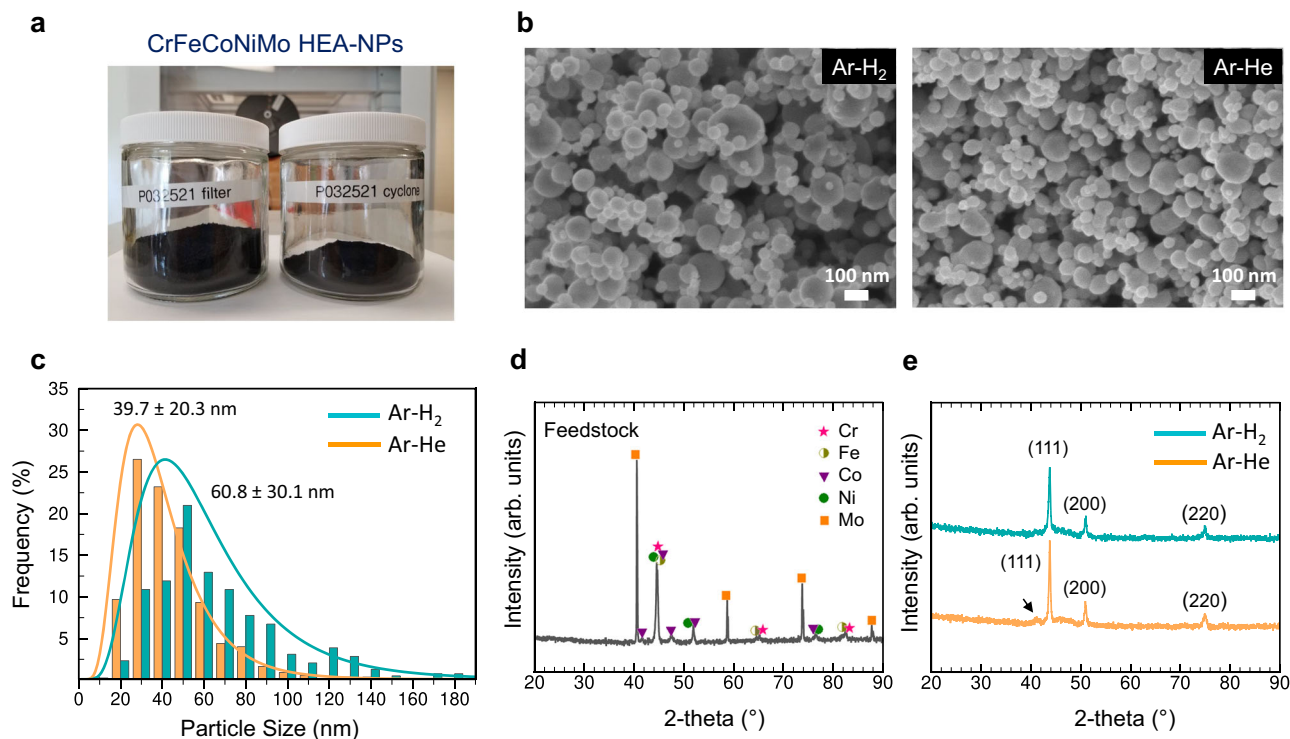 a
CrFeCoNiMo HEA-NPs
P032521 filter
P032521 cyclone
b
Ar-H₂
100 nm
Ar-He
100 nm
c
35
30
25
20
15
10
5
0
20
40
60
80
100
120
140
160
180
Frequency (%)
Particle Size (nm)
39.7 ± 20.3 nm
60.8 ± 30.1 nm
Ar-H₂
Ar-He
d
Feedstock
Cr
Fe
Co
Ni
Mo
Intensity (arb. units)
20
30
40
50
60
70
80
90
2-theta (°)
e
Ar-H₂
Ar-He
(111)
(200)
(220)
(111)
(200)
(220)
Intensity (arb. units)
20
30
40
50
60
70
80
90
2-theta (°)